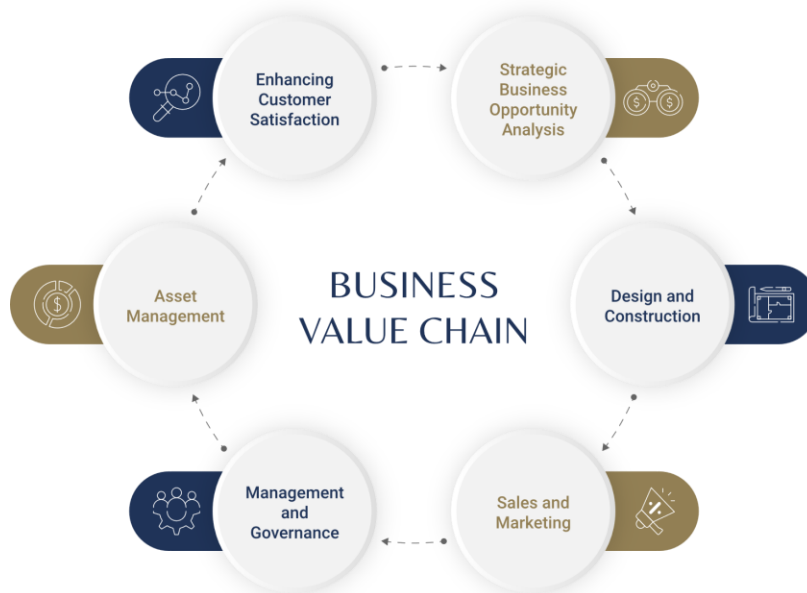 Enhancing
Customer
Satisfaction
Strategic
Business
Opportunity
Analysis
Asset
Management
BUSINESS
VALUE CHAIN
Design and
Construction
Management
and
Governance
Sales and
Marketing